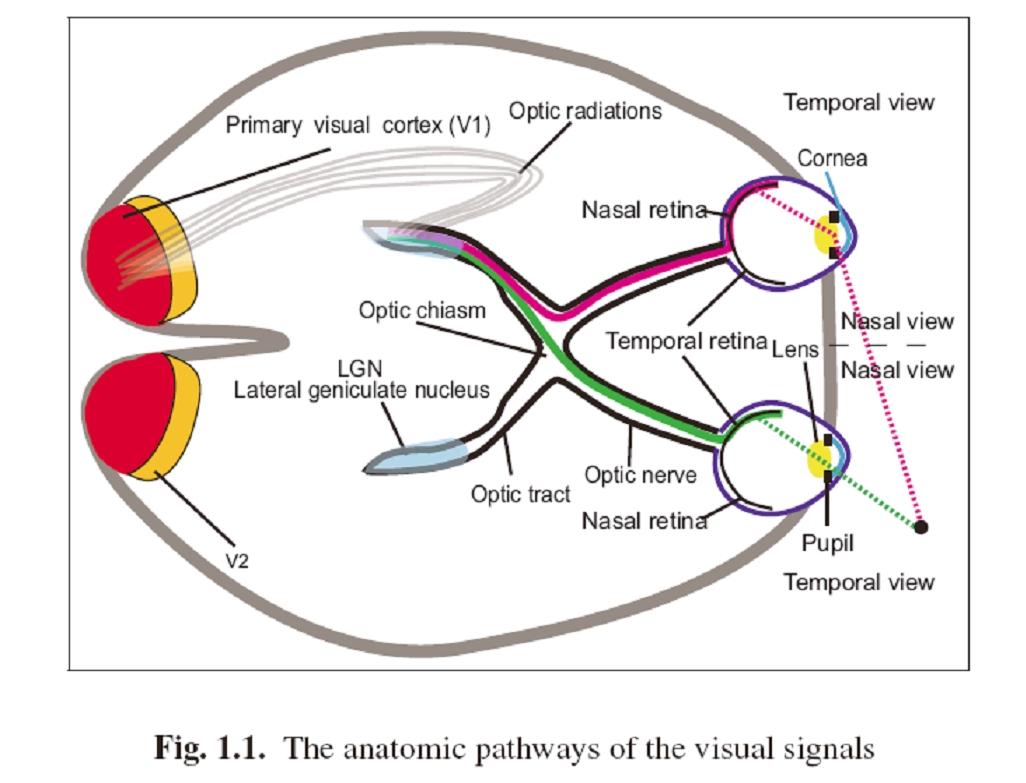 Temporal view
Optic radiations
Primary visual cortex (V1)
Cornea
Nasal retina
Optic chiasm
Nasal view
Temporal retina
Lens
Nasal view
LGN
Lateral geniculate nucleus
Optic nerve
Optic tract
Nasal retina
Pupil
V2
Temporal view
Fig. 1.1. The anatomic pathways of the visual signals